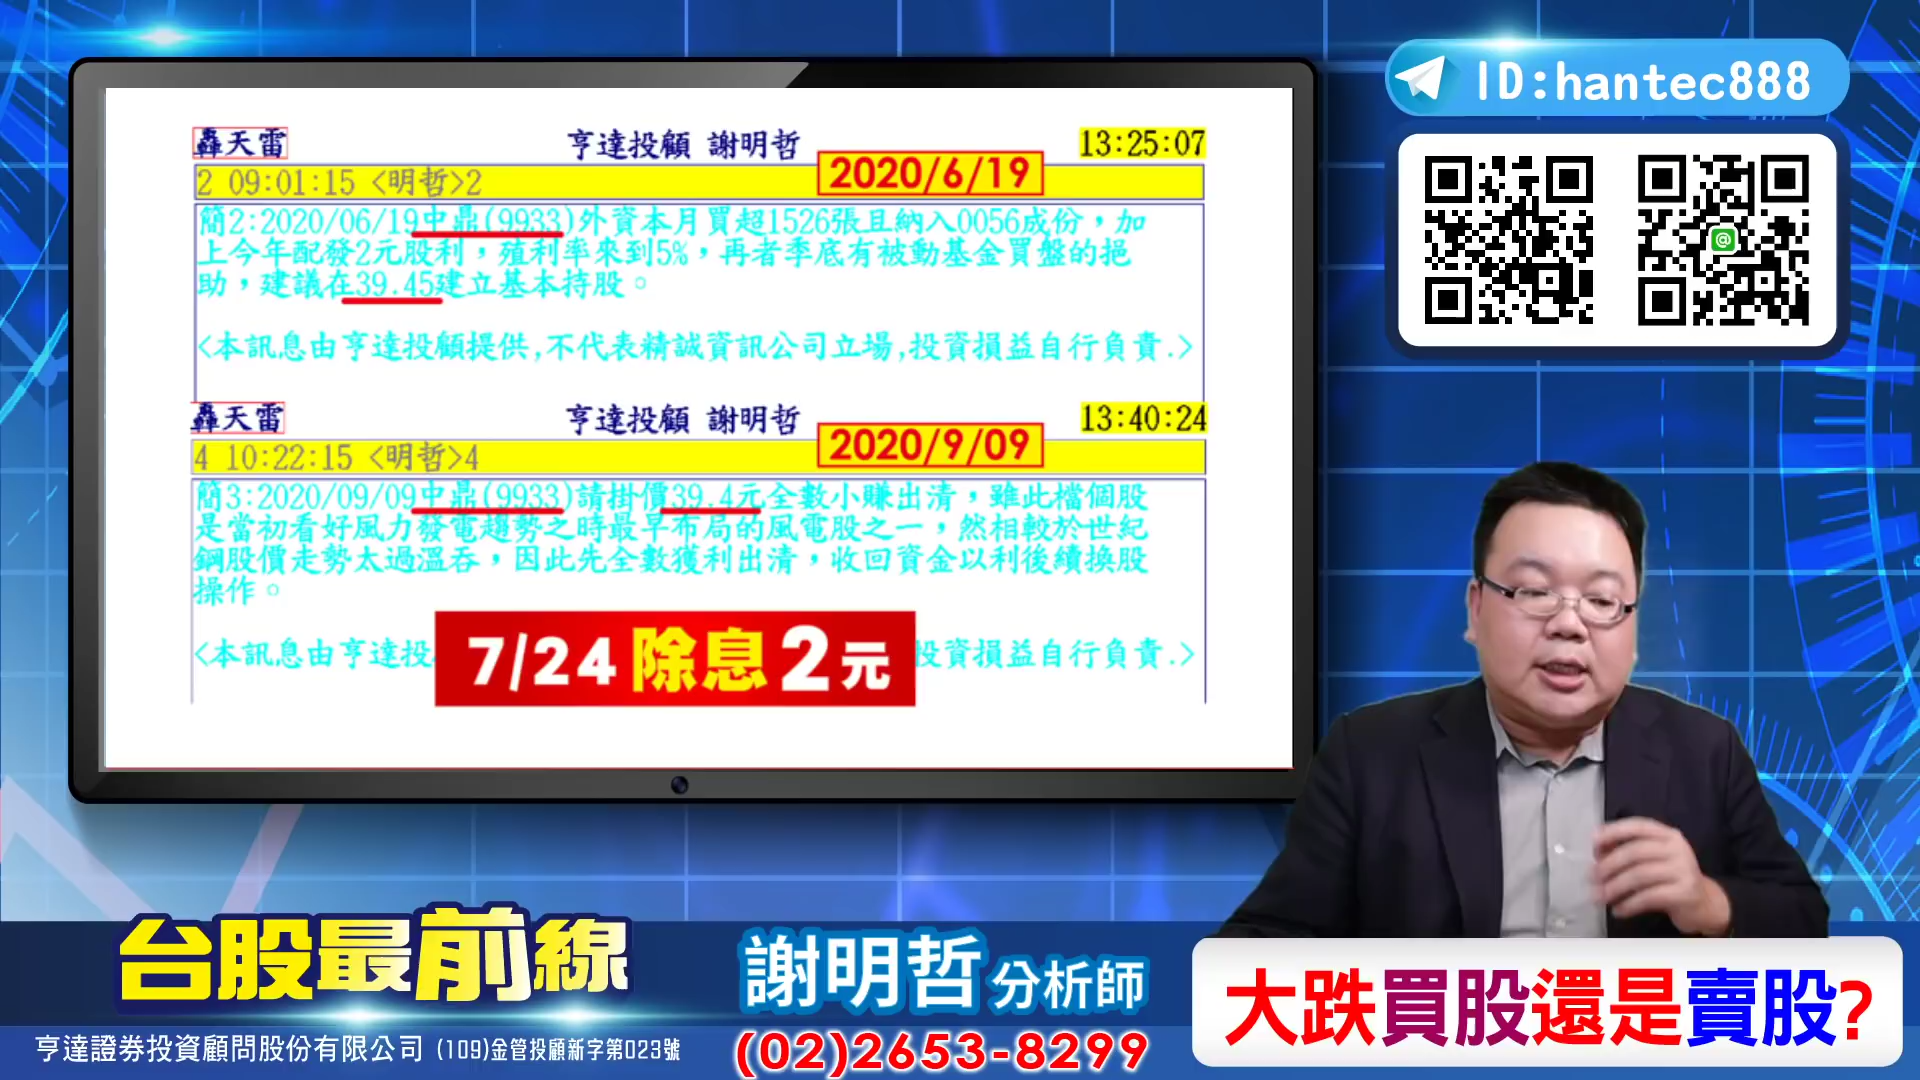 轟天雷 亨達投顧 謝明哲 13:25:07
2 09:01:15 <明哲>2 2020/6/19
簡2:2020/06/19中鼎(9933)外資本月買超1526張且納入0056成份，加
上今年配發2元股利，殖利率來到5%，再者季底有被動基金買盤的挹
助，建議在39.45建立基本持股。
<本訊息由亨達投顧提供,不代表精誠資訊公司立場,投資損益自行負責.>
轟天雷 亨達投顧 謝明哲 13:40:24
4 10:22:15 <明哲>4 2020/9/09
簡3:2020/09/09中鼎(9933)請掛價39.4元全數小賺出清，雖此檔個股
是當初看好風力發電趨勢之時最早布局的風電股之一，然相較於世紀
鋼股價走勢太過溫吞，因此先全數獲利出清，收回資金以利後續換股
操作。
<本訊息由亨達投 投資損益自行負責.>
7/24 除息 2元
ID:hantec888
台股最前線
亨達證券投資顧問股份有限公司 (109)金管投顧新字第023號
謝明哲 分析師
(02)2653-8299
大跌買股還是賣股?